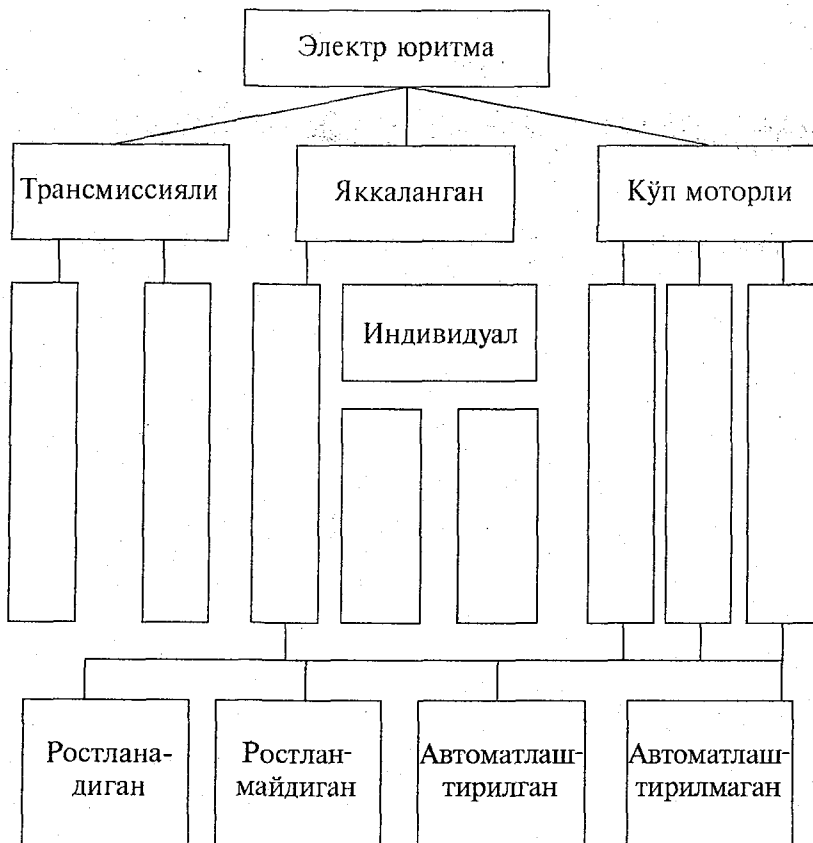 Электр юритма
Трансмиссияли
Яккаланган
Кўп моторли
Индивидуал
Ростлана-
диган
Ростлан-
майдиган
Автоматлаш-
тирилган
Автоматлаш-
тирилмаган